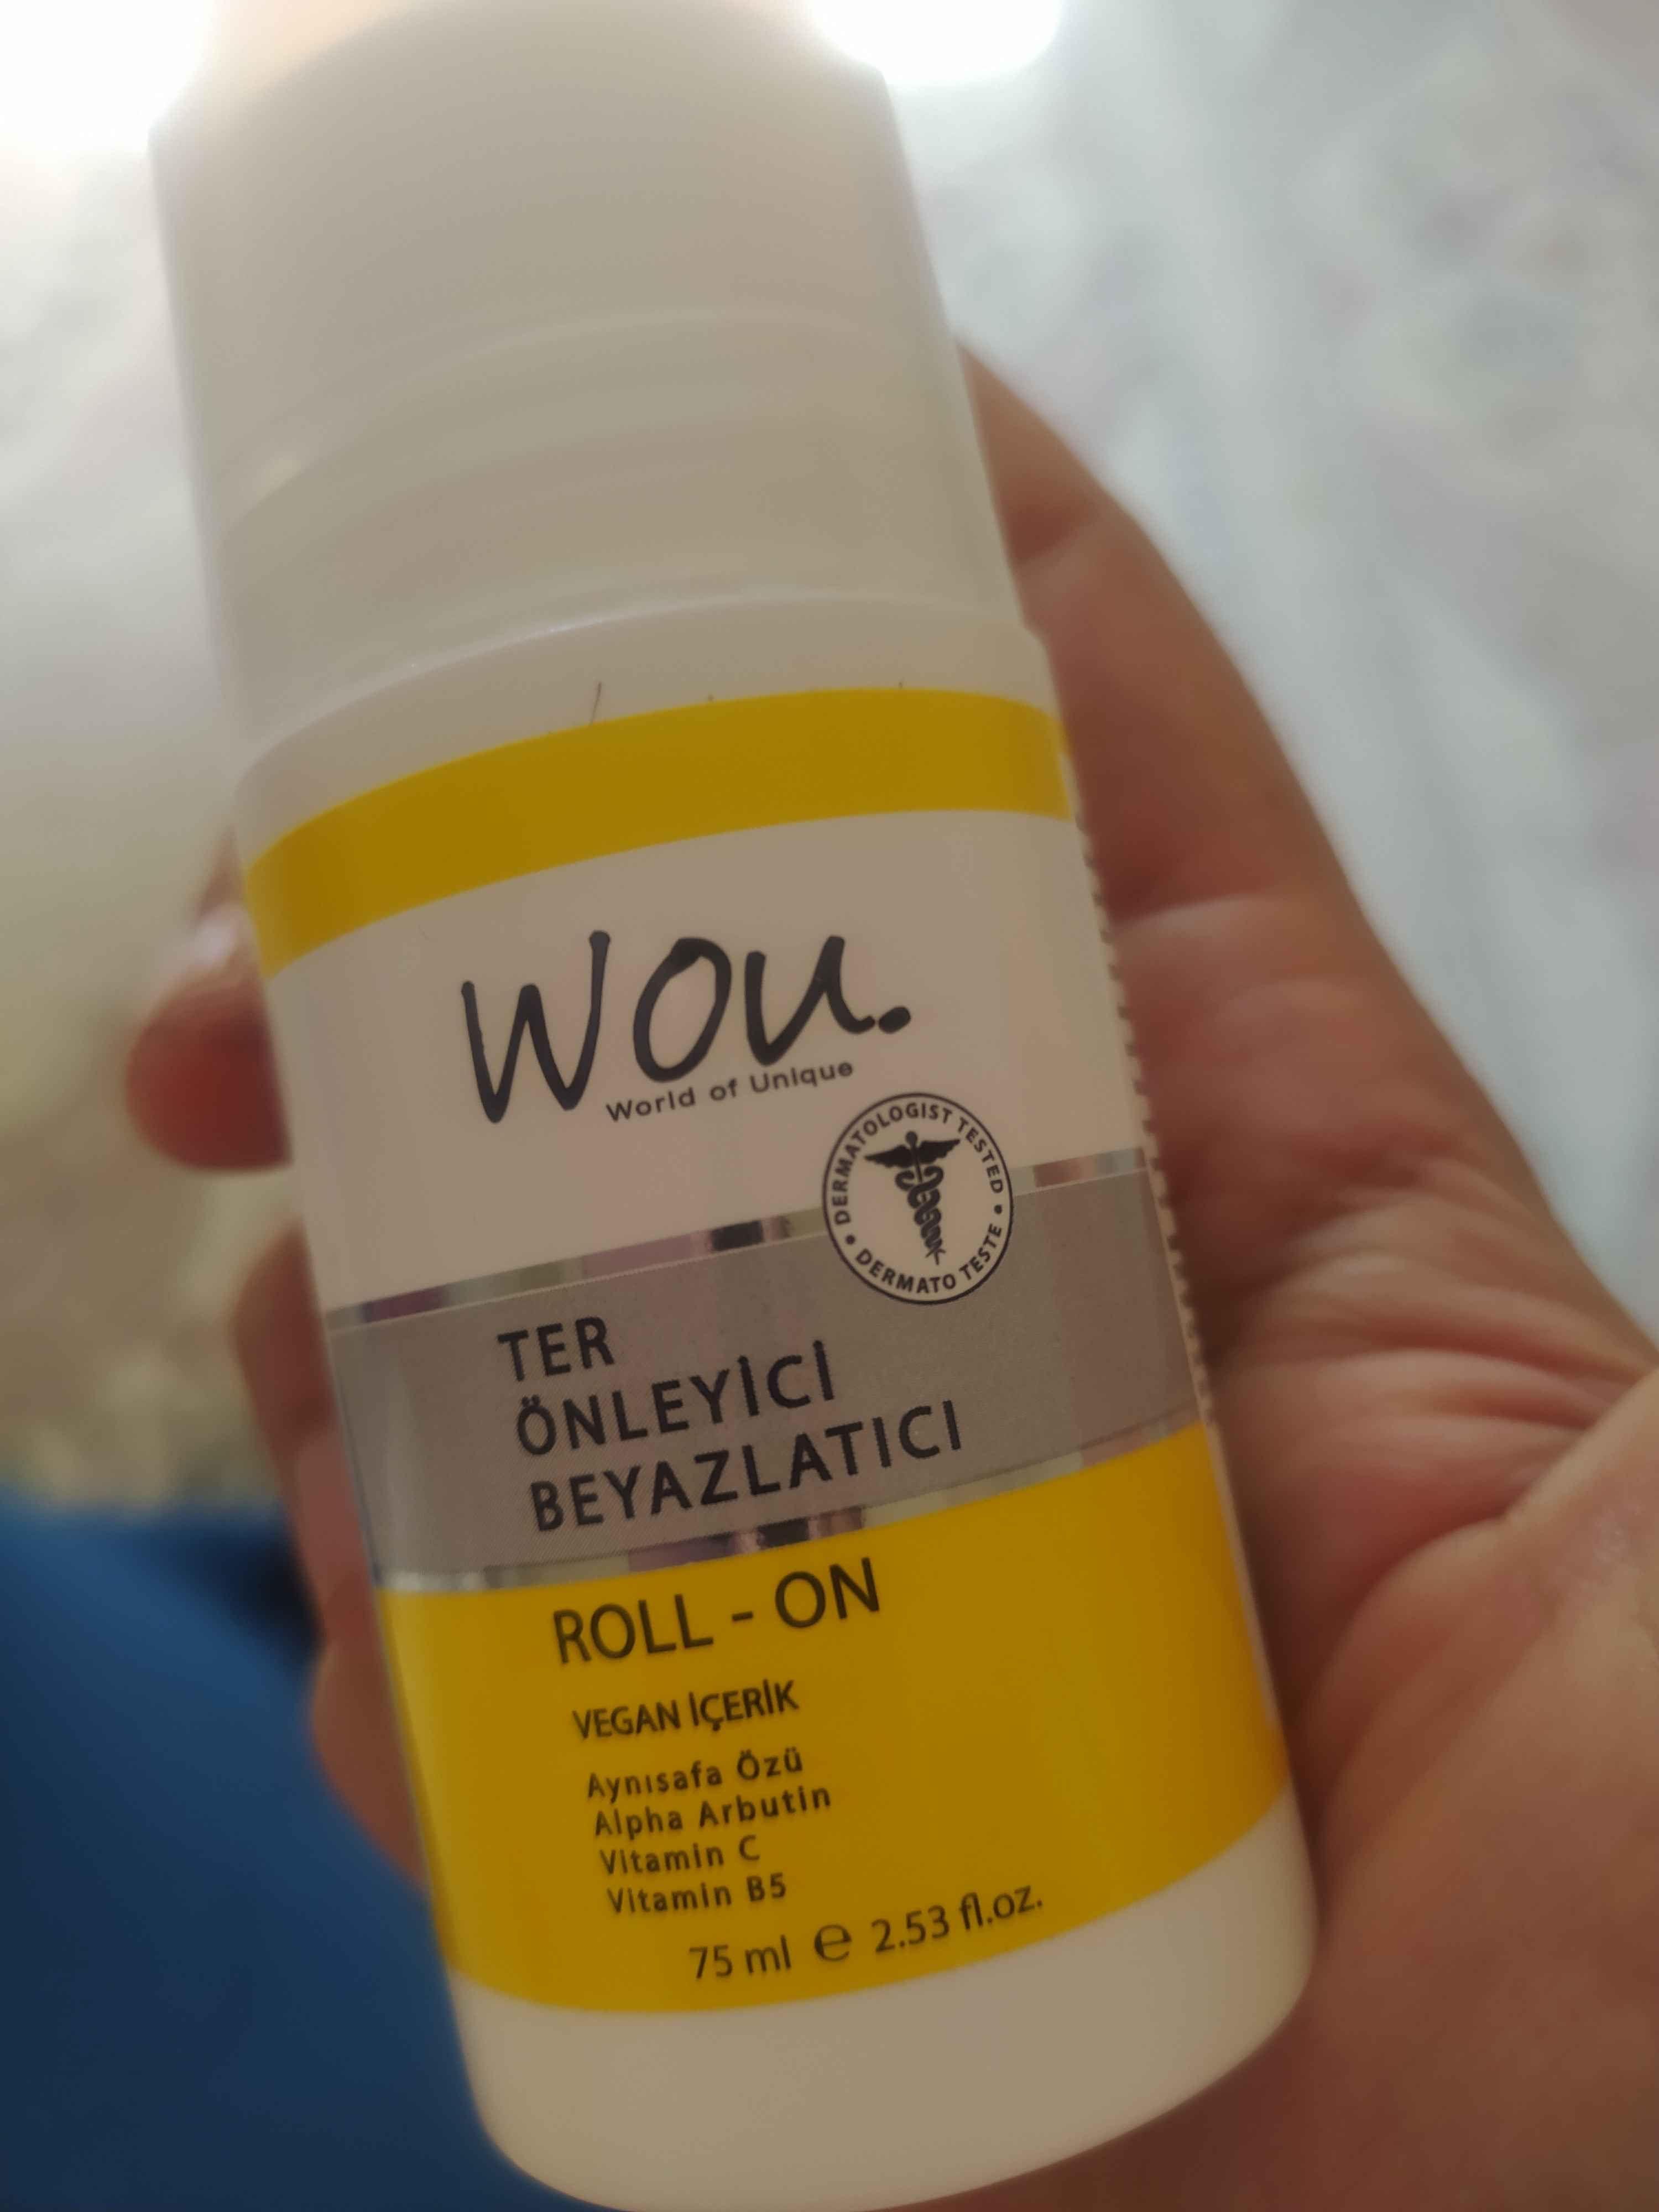 Wou.
World of Unique
DERMATOLOGIST TESTED • DERMATO TESTE •
TER
ÖNLEYİCİ
BEYAZLATICI
ROLL - ON
VEGAN İÇERİK
Aynısafa Özü
Alpha Arbutin
Vitamin C
Vitamin B5
75 ml ℮ 2.53 fl.oz.